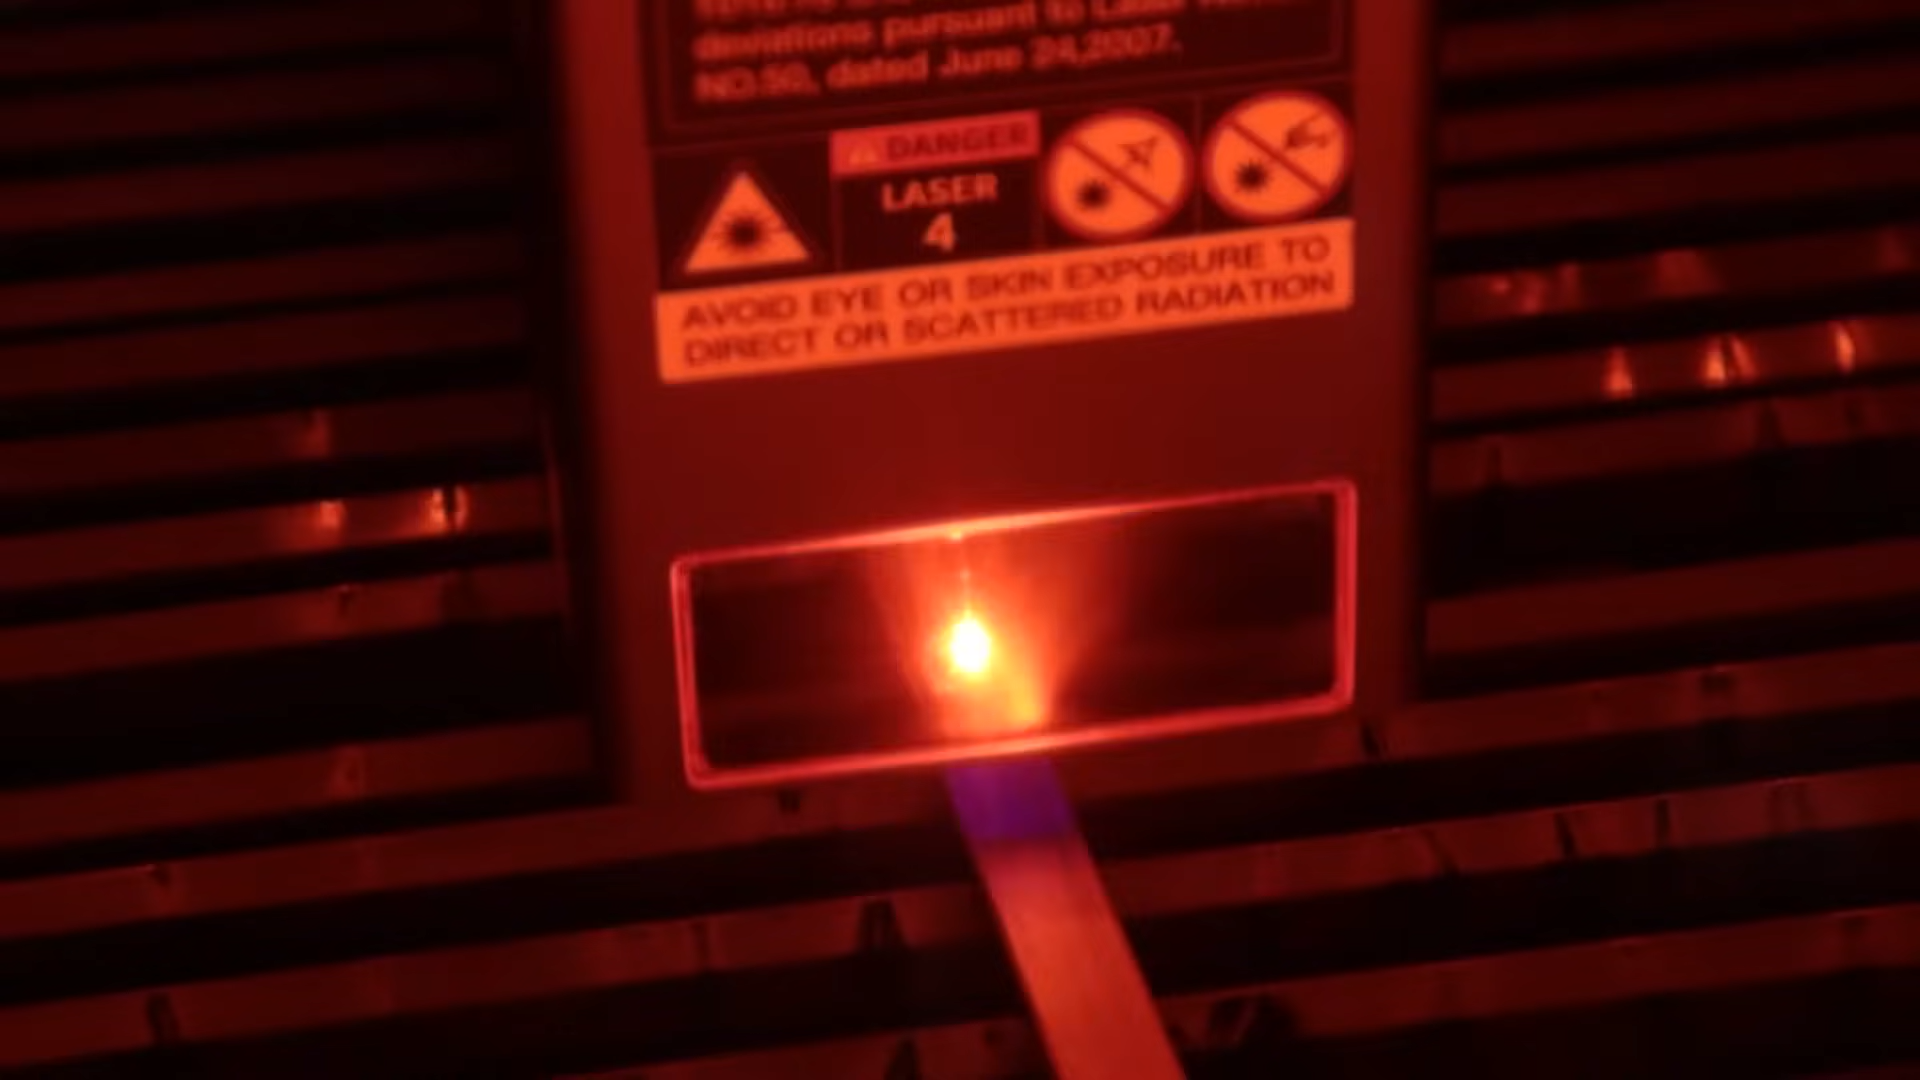 deviations pursuant to Laser
NO.50, dated June 24,2007.
DANGER
LASER
4
AVOID EYE OR SKIN EXPOSURE TO
DIRECT OR SCATTERED RADIATION